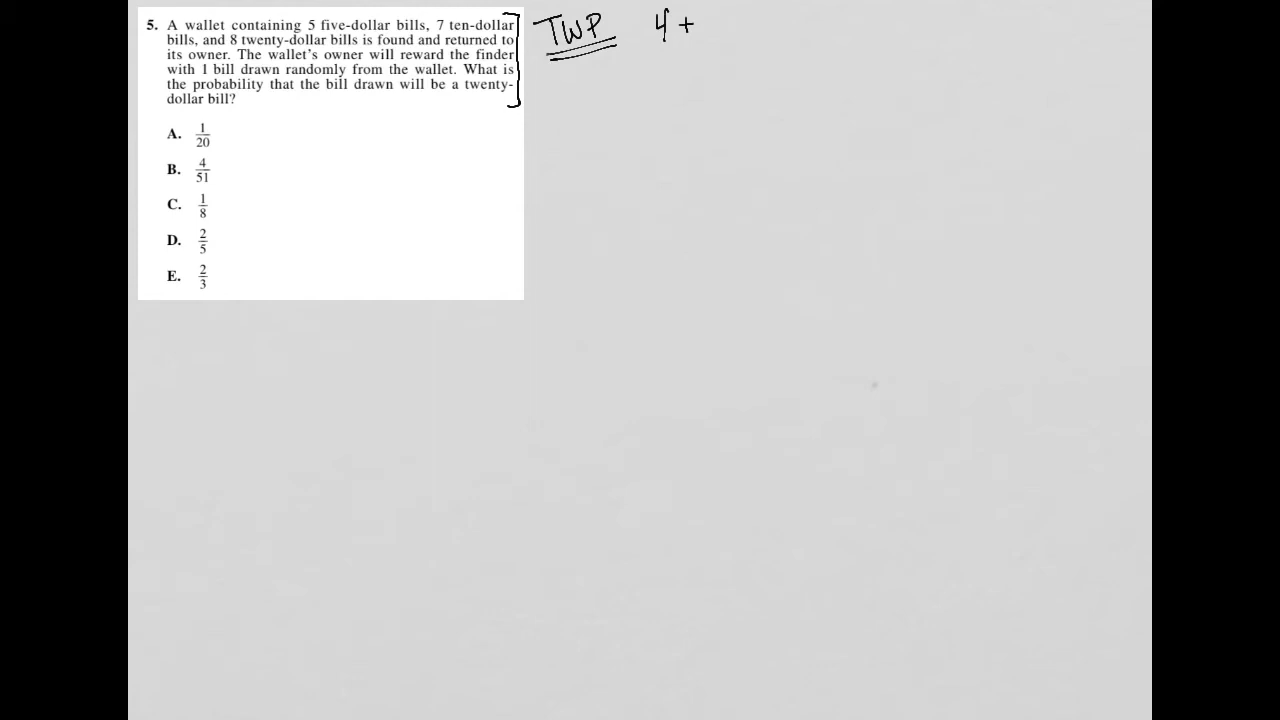 5. A wallet containing 5 five-dollar bills, 7 ten-dollar
bills, and 8 twenty-dollar bills is found and returned to
its owner. The wallet's owner will reward the finder
with 1 bill drawn randomly from the wallet. What is
the probability that the bill drawn will be a twenty-
dollar bill?
A. 1/20
B. 4/51
C. 1/8
D. 2/5
E. 2/3
TWP 4+